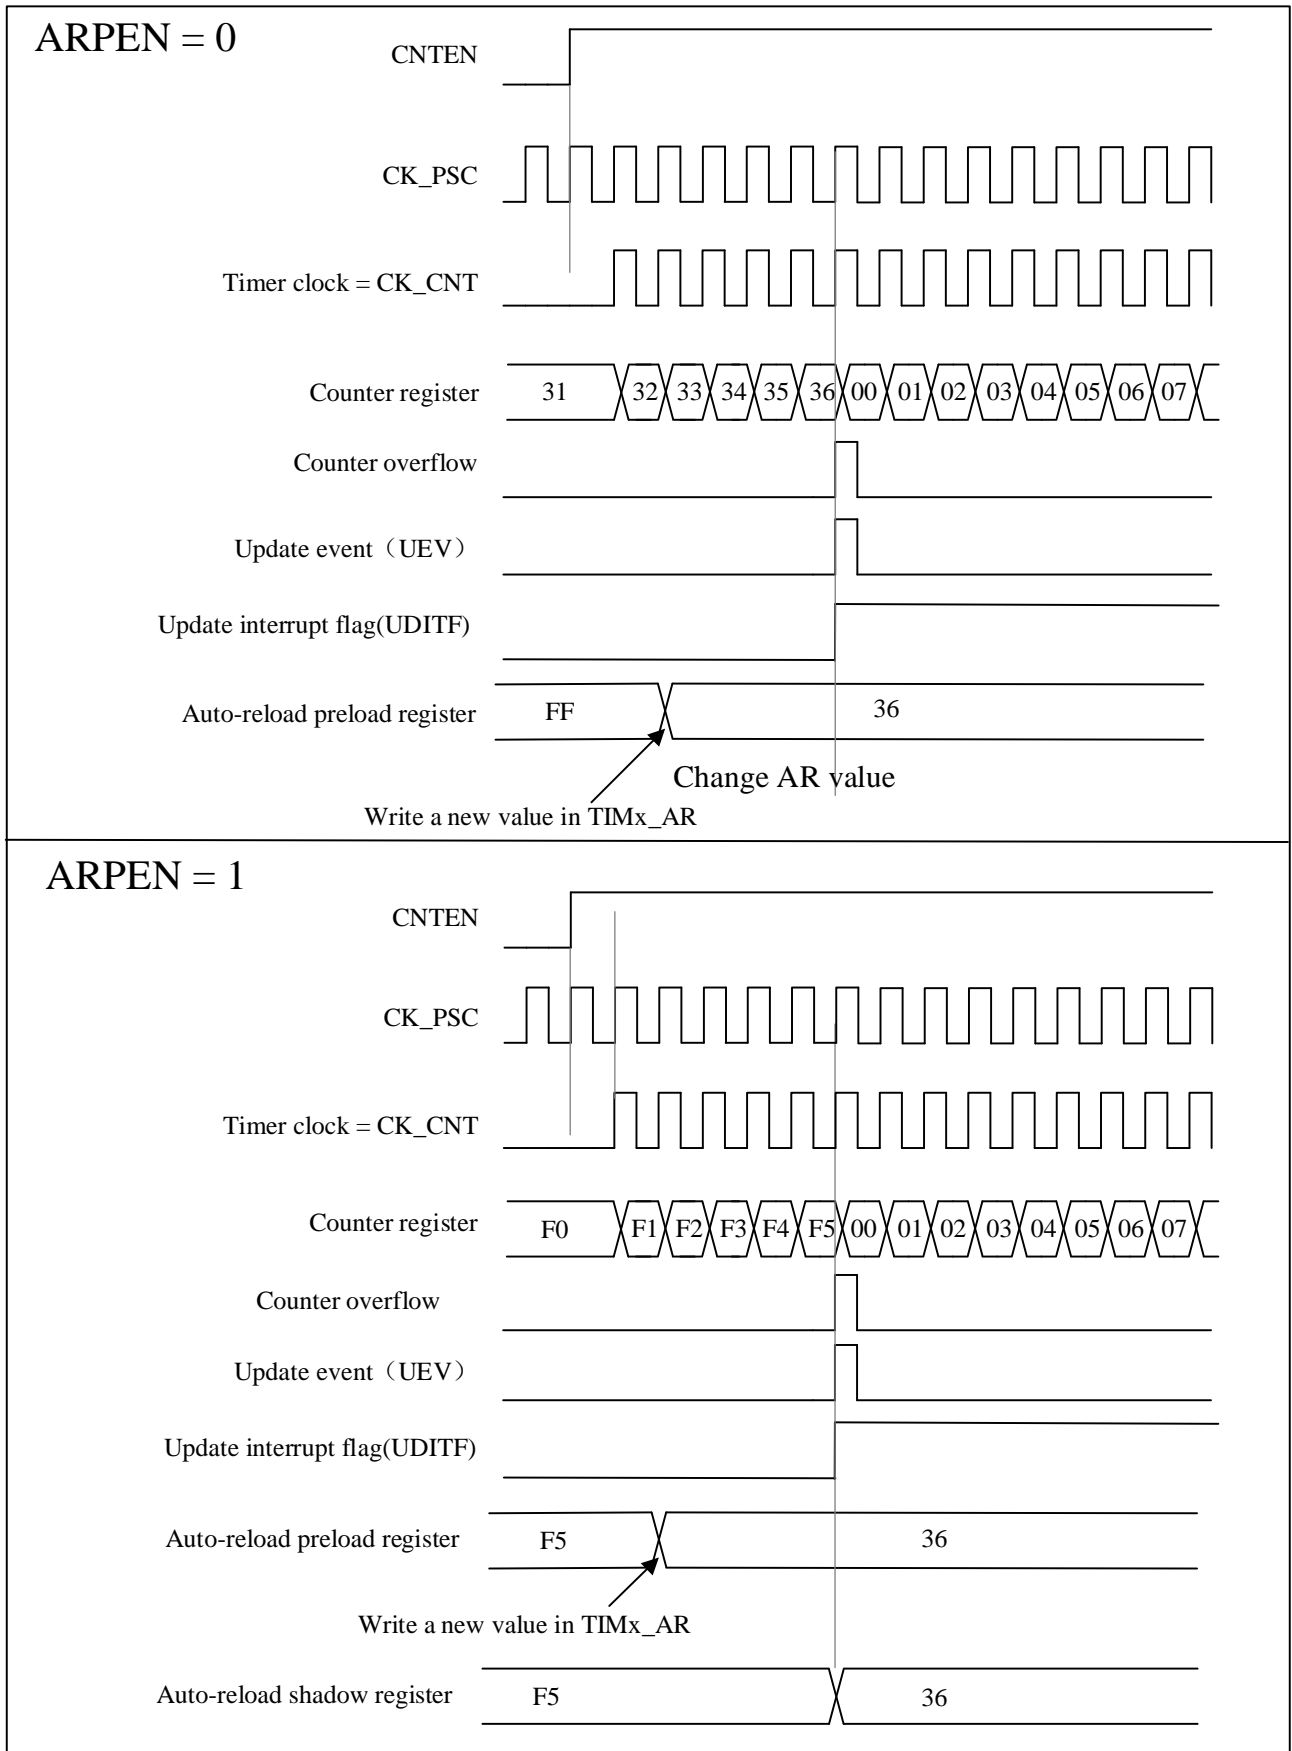 ARPEN = 0
CNTEN
CK_PSC
Timer clock = CK_CNT
Counter register 31 32 33 34 35 36 00 01 02 03 04 05 06 07
Counter overflow
Update event（UEV）
Update interrupt flag(UDITF)
Auto-reload preload register FF 36
Change AR value
Write a new value in TIMx_AR
ARPEN = 1
CNTEN
CK_PSC
Timer clock = CK_CNT
Counter register F0 F1 F2 F3 F4 F5 00 01 02 03 04 05 06 07
Counter overflow
Update event（UEV）
Update interrupt flag(UDITF)
Auto-reload preload register F5 36
Write a new value in TIMx_AR
Auto-reload shadow register F5 36